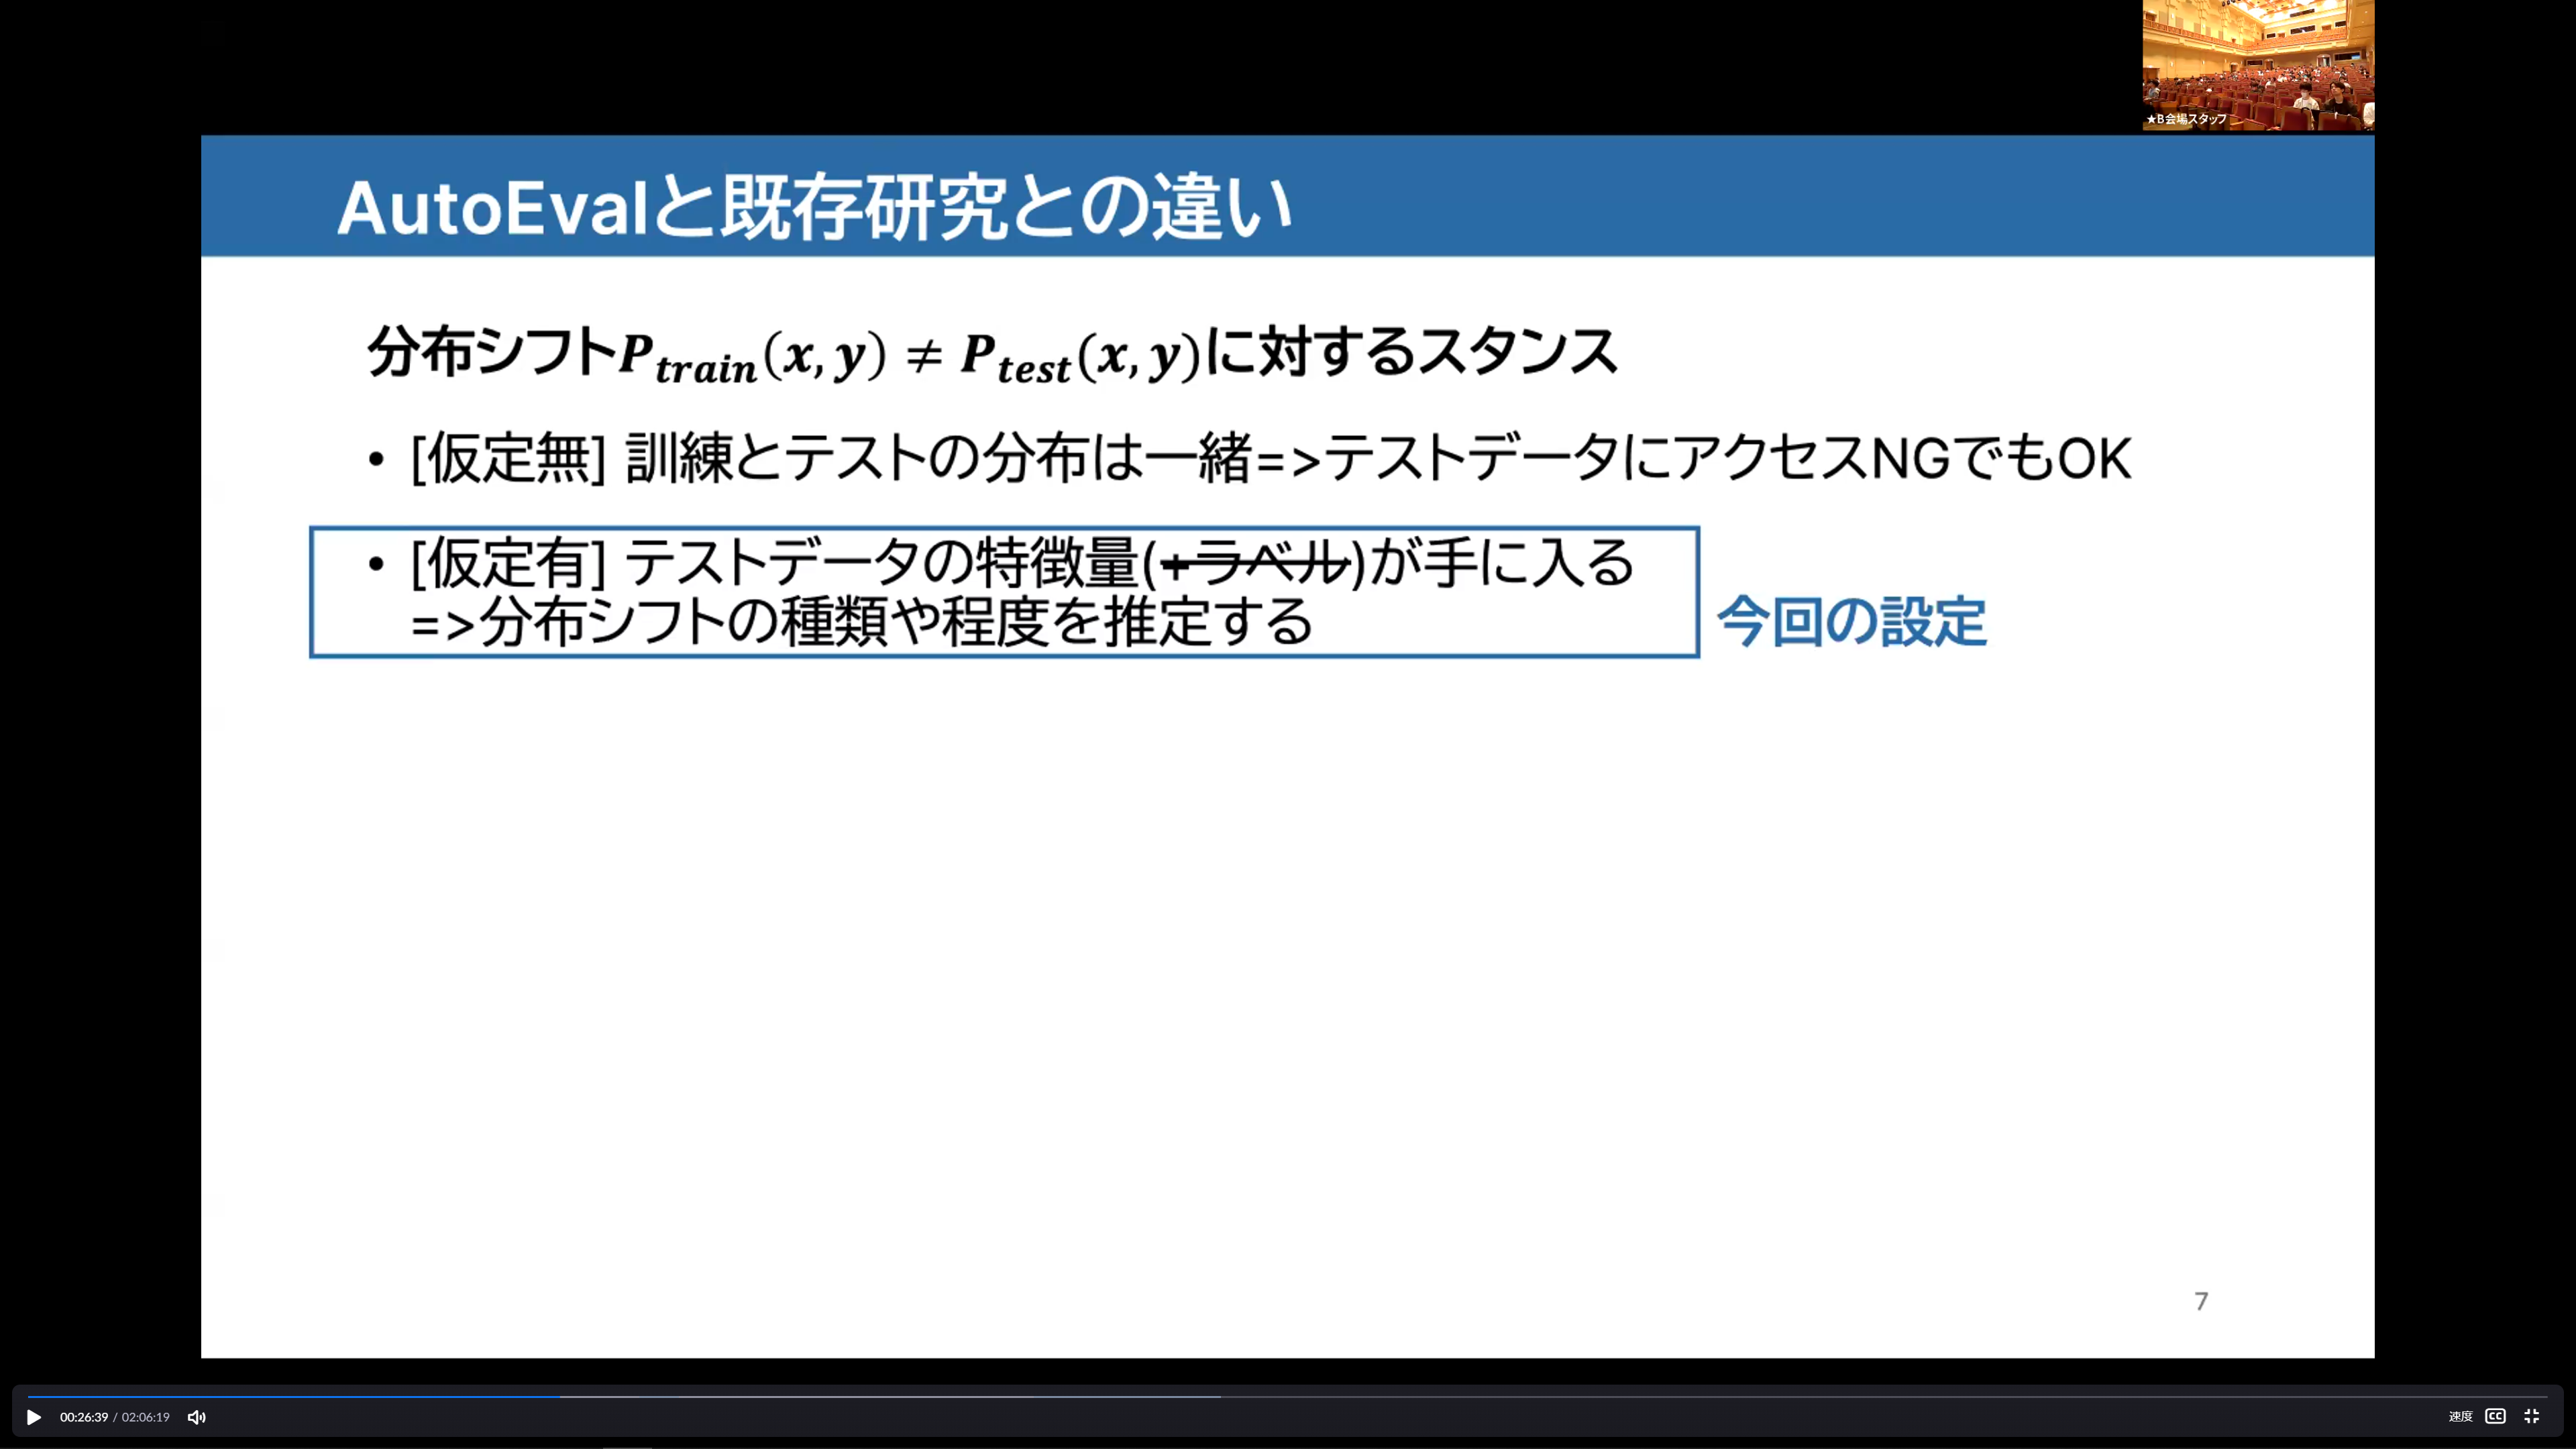 ★B会場スタッフ
AutoEvalと既存研究との違い
分布シフトP_train(x, y) ≠ P_test(x, y)に対するスタンス
• [仮定無] 訓練とテストの分布は一緒=>テストデータにアクセスNGでもOK
• [仮定有] テストデータの特徴量(+ラベル)が手に入る
=>分布シフトの種類や程度を推定する
今回の設定
7
00:26:39 / 02:06:19
速度
CC